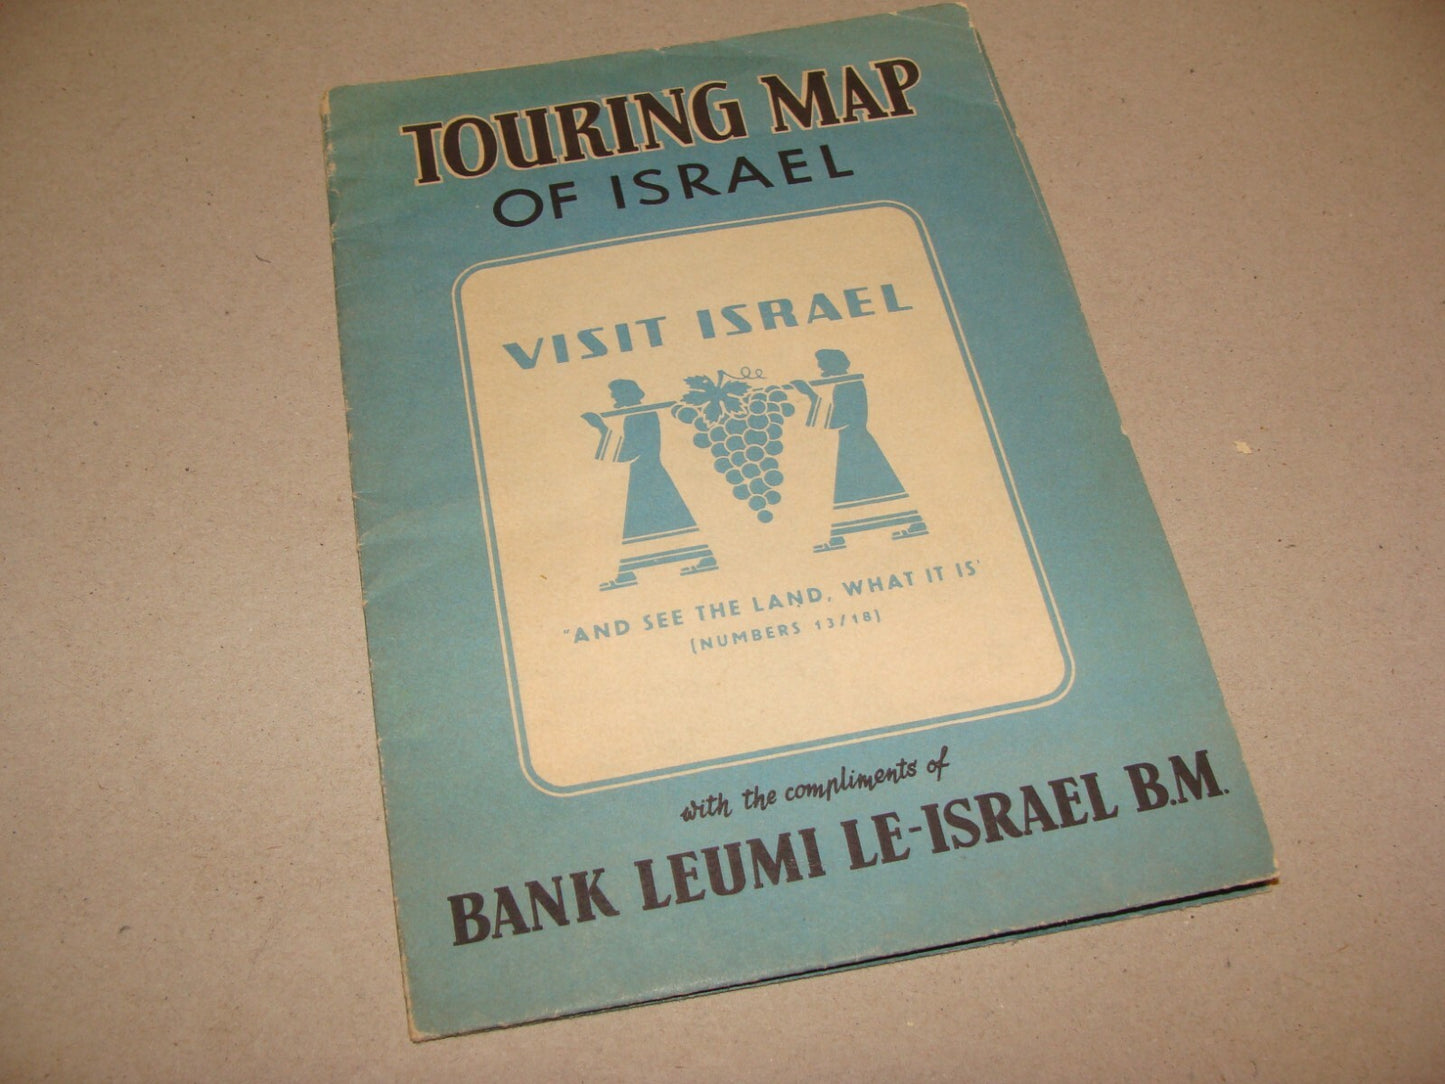 TOURING MAP
OF ISRAEL
VISIT ISRAEL
"AND SEE THE LAND, WHAT IT IS'
(NUMBERS 13/18)
with the compliments of
BANK LEUMI LE-ISRAEL B.M.